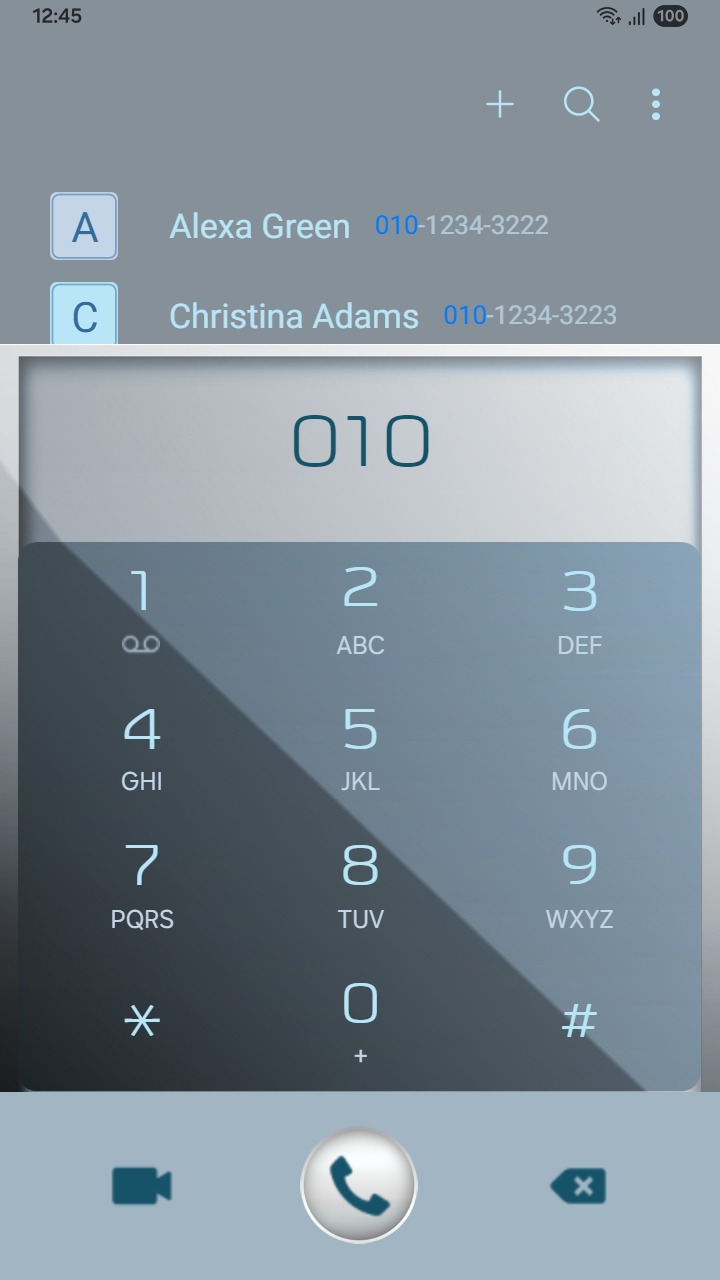 12:45 100
A Alexa Green 010-1234-3222
C Christina Adams 010-1234-3223
010
1 2 3
ABC DEF
4 5 6
GHI JKL MNO
7 8 9
PQRS TUV WXYZ
* 0 #
+